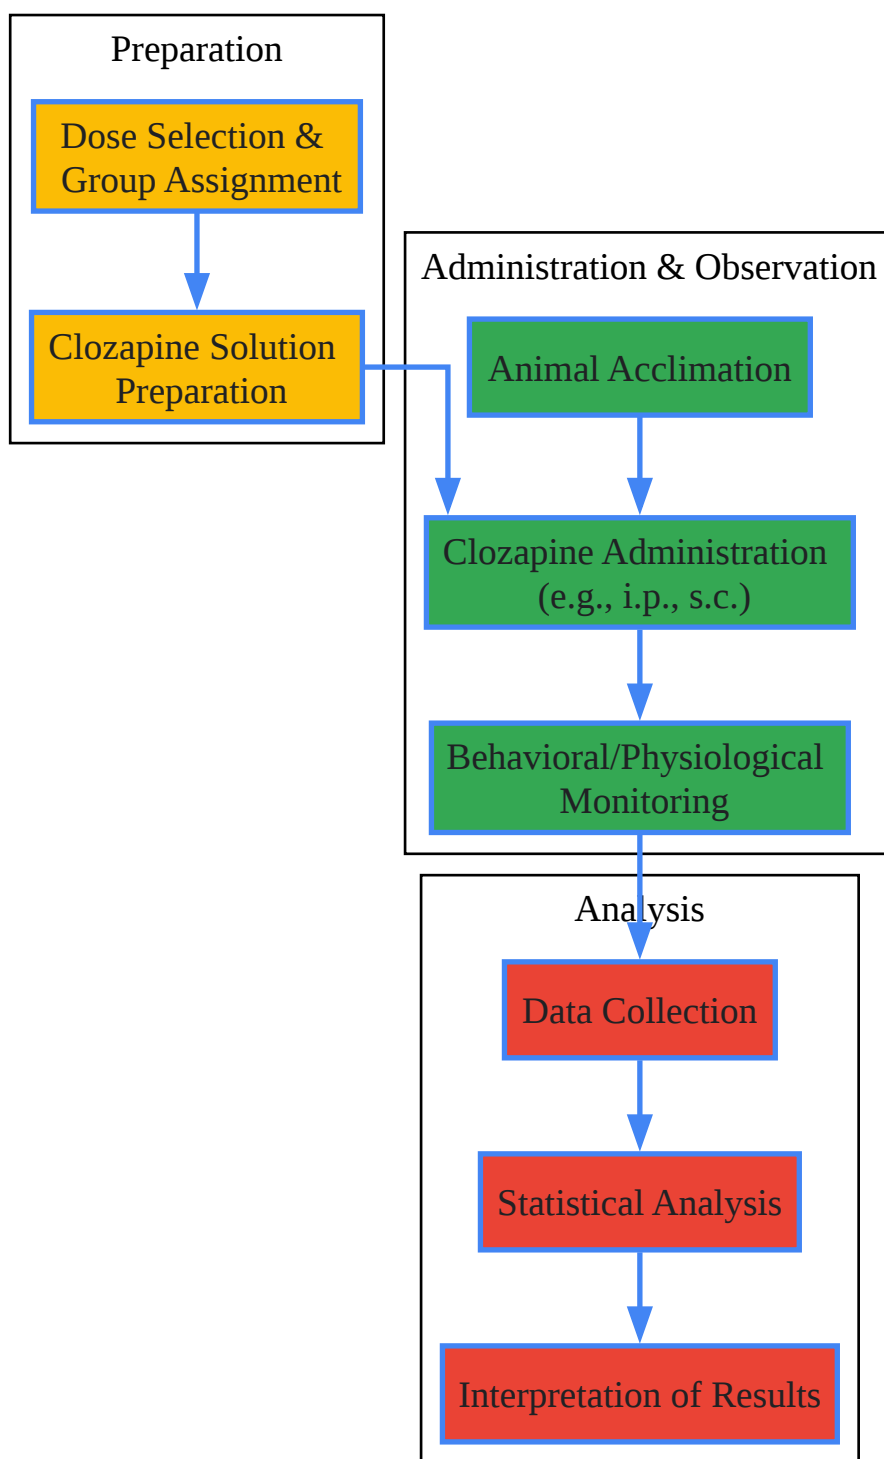 Preparation
Dose Selection &
Group Assignment
Clozapine Solution
Preparation
Administration & Observation
Animal Acclimation
Clozapine Administration
(e.g., i.p., s.c.)
Behavioral/Physiological
Monitoring
Analysis
Data Collection
Statistical Analysis
Interpretation of Results